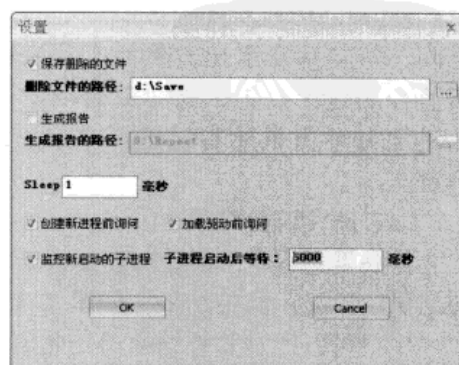 设置
保存删除的文件
删除文件的路径: d:\Save
...
生成报告
生成报告的路径: D:\Repeat
Sleep 1 毫秒
创建新进程前询问 加载驱动前询问
监控新启动的子进程 子进程启动后等待: 5000 毫秒
OK Cancel